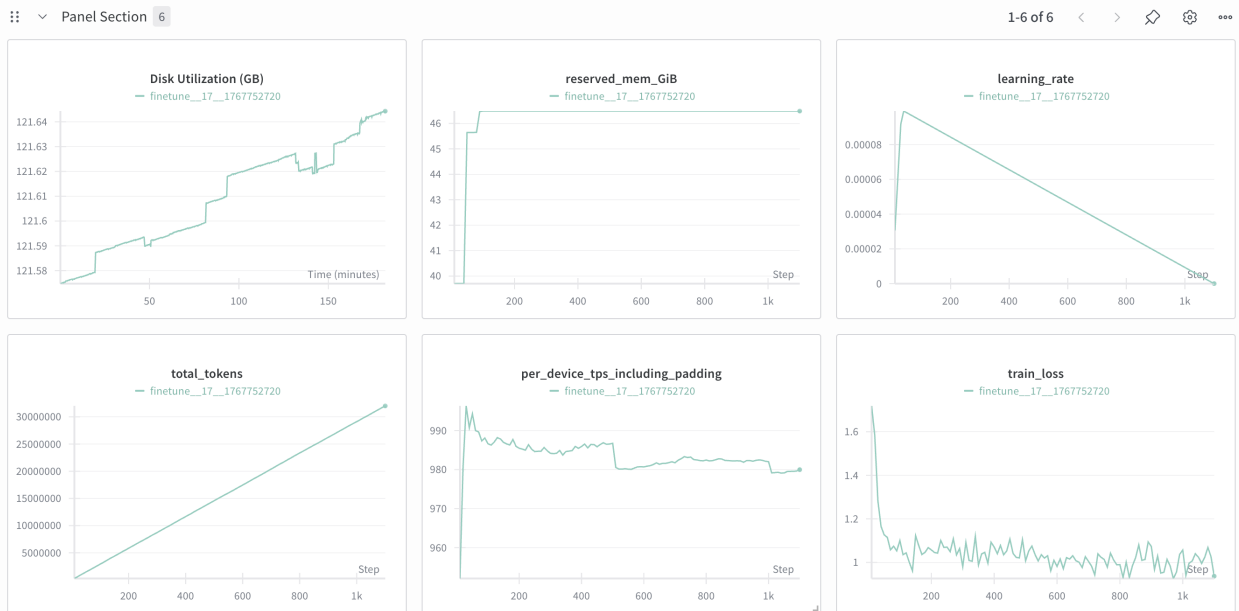 Panel Section 6
1-6 of 6
Disk Utilization (GB)
finetune__17__1767752720
121.64
121.63
121.62
121.61
121.6
121.59
121.58
Time (minutes)
50 100 150
reserved_mem_GiB
finetune__17__1767752720
46
45
44
43
42
41
40
Step
200 400 600 800 1k
learning_rate
finetune__17__1767752720
0.00008
0.00006
0.00004
0.00002
0
Step
200 400 600 800 1k
total_tokens
finetune__17__1767752720
30000000
25000000
20000000
15000000
10000000
5000000
Step
200 400 600 800 1k
per_device_tps_including_padding
finetune__17__1767752720
990
980
970
960
Step
200 400 600 800 1k
train_loss
finetune__17__1767752720
1.6
1.4
1.2
1
Step
200 400 600 800 1k